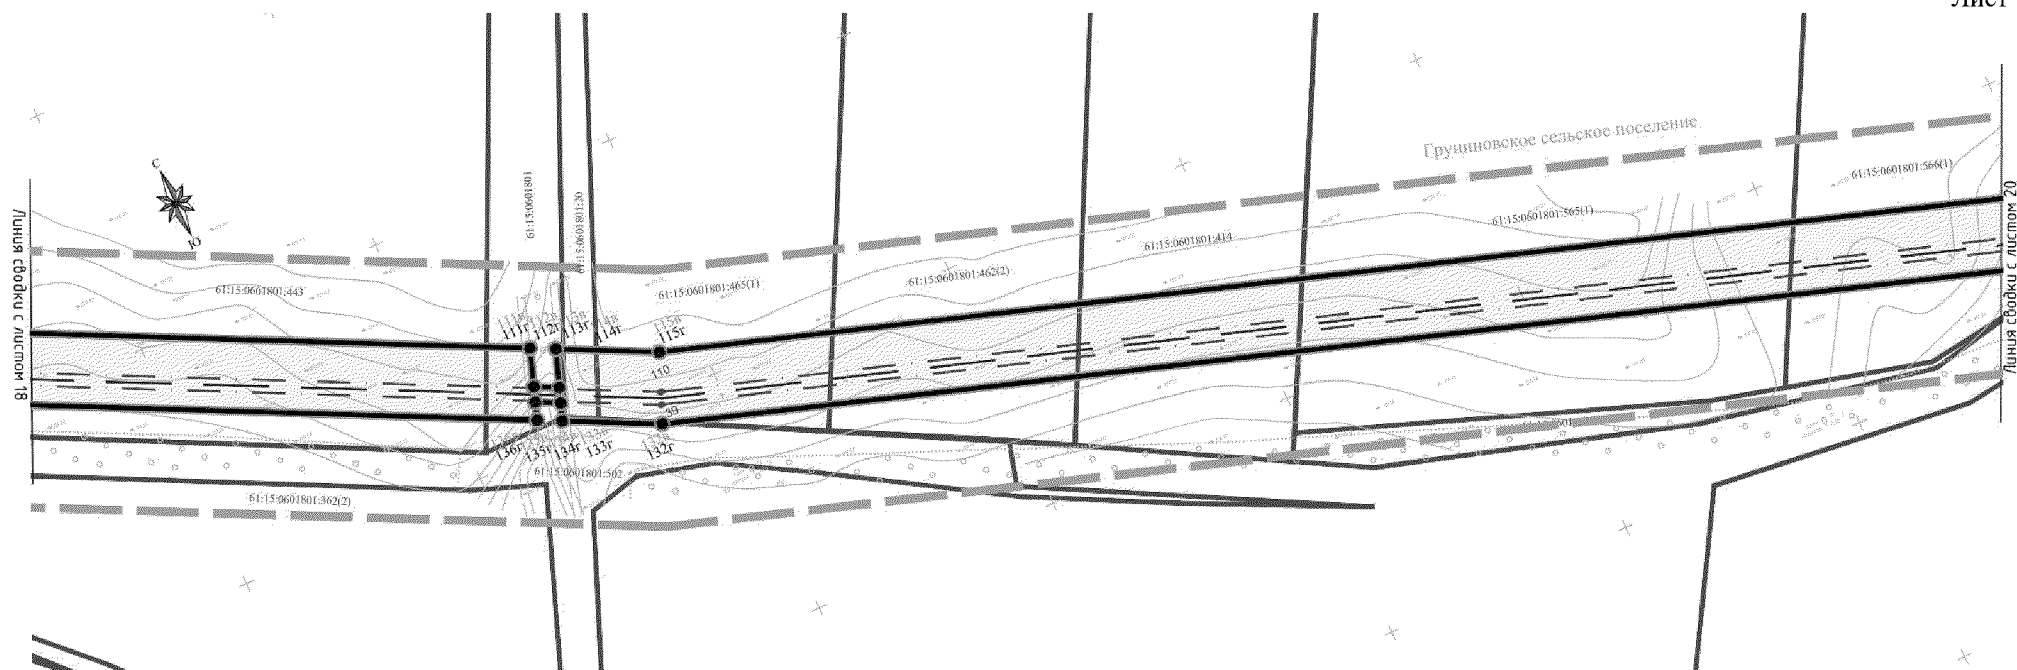 Лист
Груциновское сельское поселение
61:15:0601801:566(1)
С
Ю
61:15:0601801
61:15:0601801:20
61:15:0601801:565(1)
61:15:0601801:414
61:15:0601801:462(2)
61:15:0601801:465(1)
61:15:0601801:443
Линия сводки с листом 18
Линия сводки с листом 20
111г 112г 113г 114г 115г
110
39
136г 135г 134г 133г 132г
61:15:0601801:502
61:15:0601801:362(2)